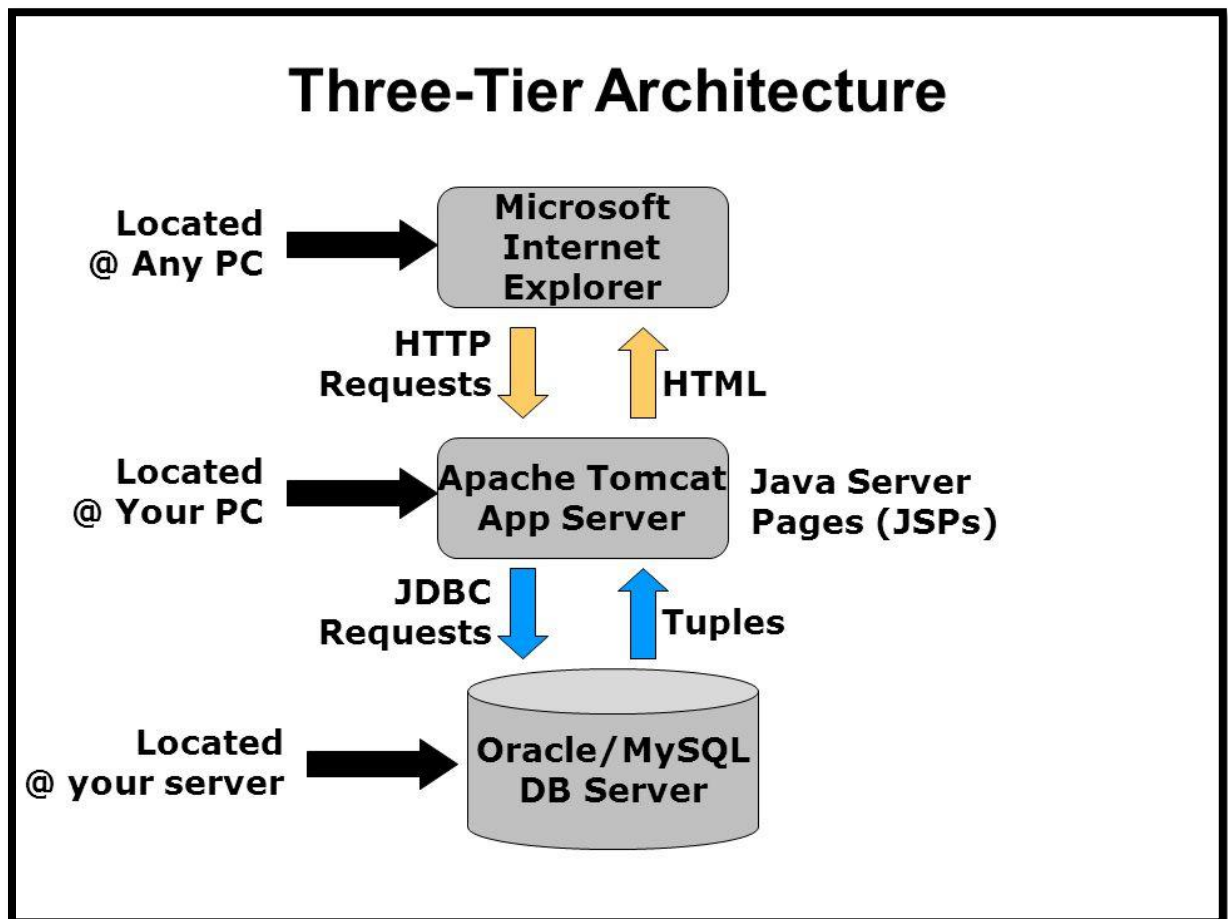 Three-Tier Architecture
Located
@ Any PC
Microsoft
Internet
Explorer
HTTP
Requests
HTML
Located
@ Your PC
Apache Tomcat
App Server
Java Server
Pages (JSPs)
JDBC
Requests
Tuples
Located
@ your server
Oracle/MySQL
DB Server